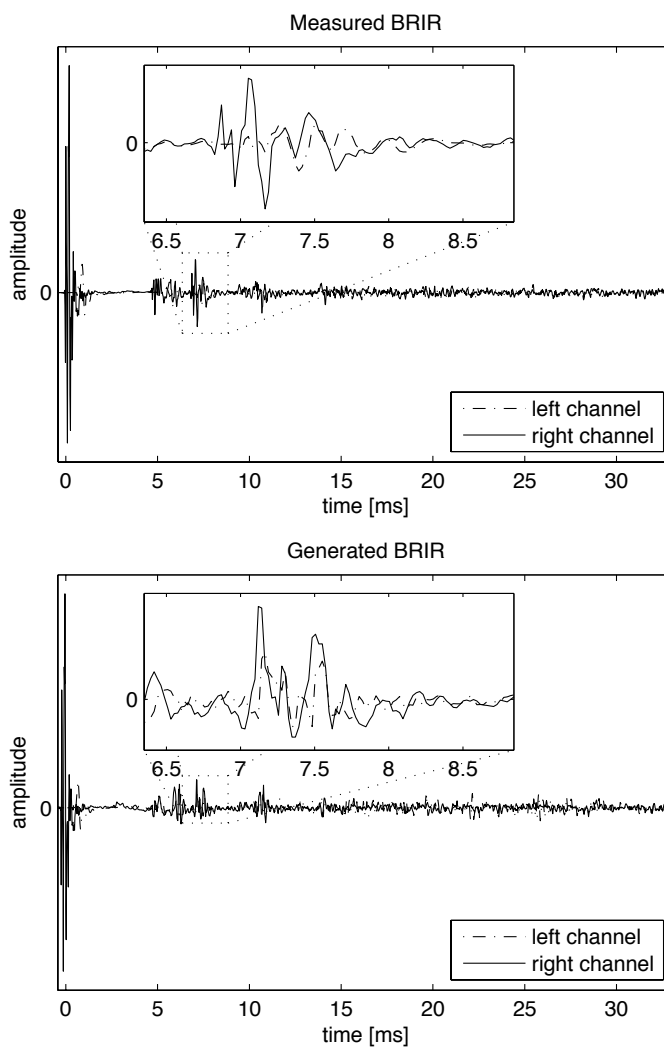 Measured BRIR
amplitude
0
0
6.5 7 7.5 8 8.5
left channel
right channel
0 5 10 15 20 25 30
time [ms]
Generated BRIR
amplitude
0
0
6.5 7 7.5 8 8.5
left channel
right channel
0 5 10 15 20 25 30
time [ms]